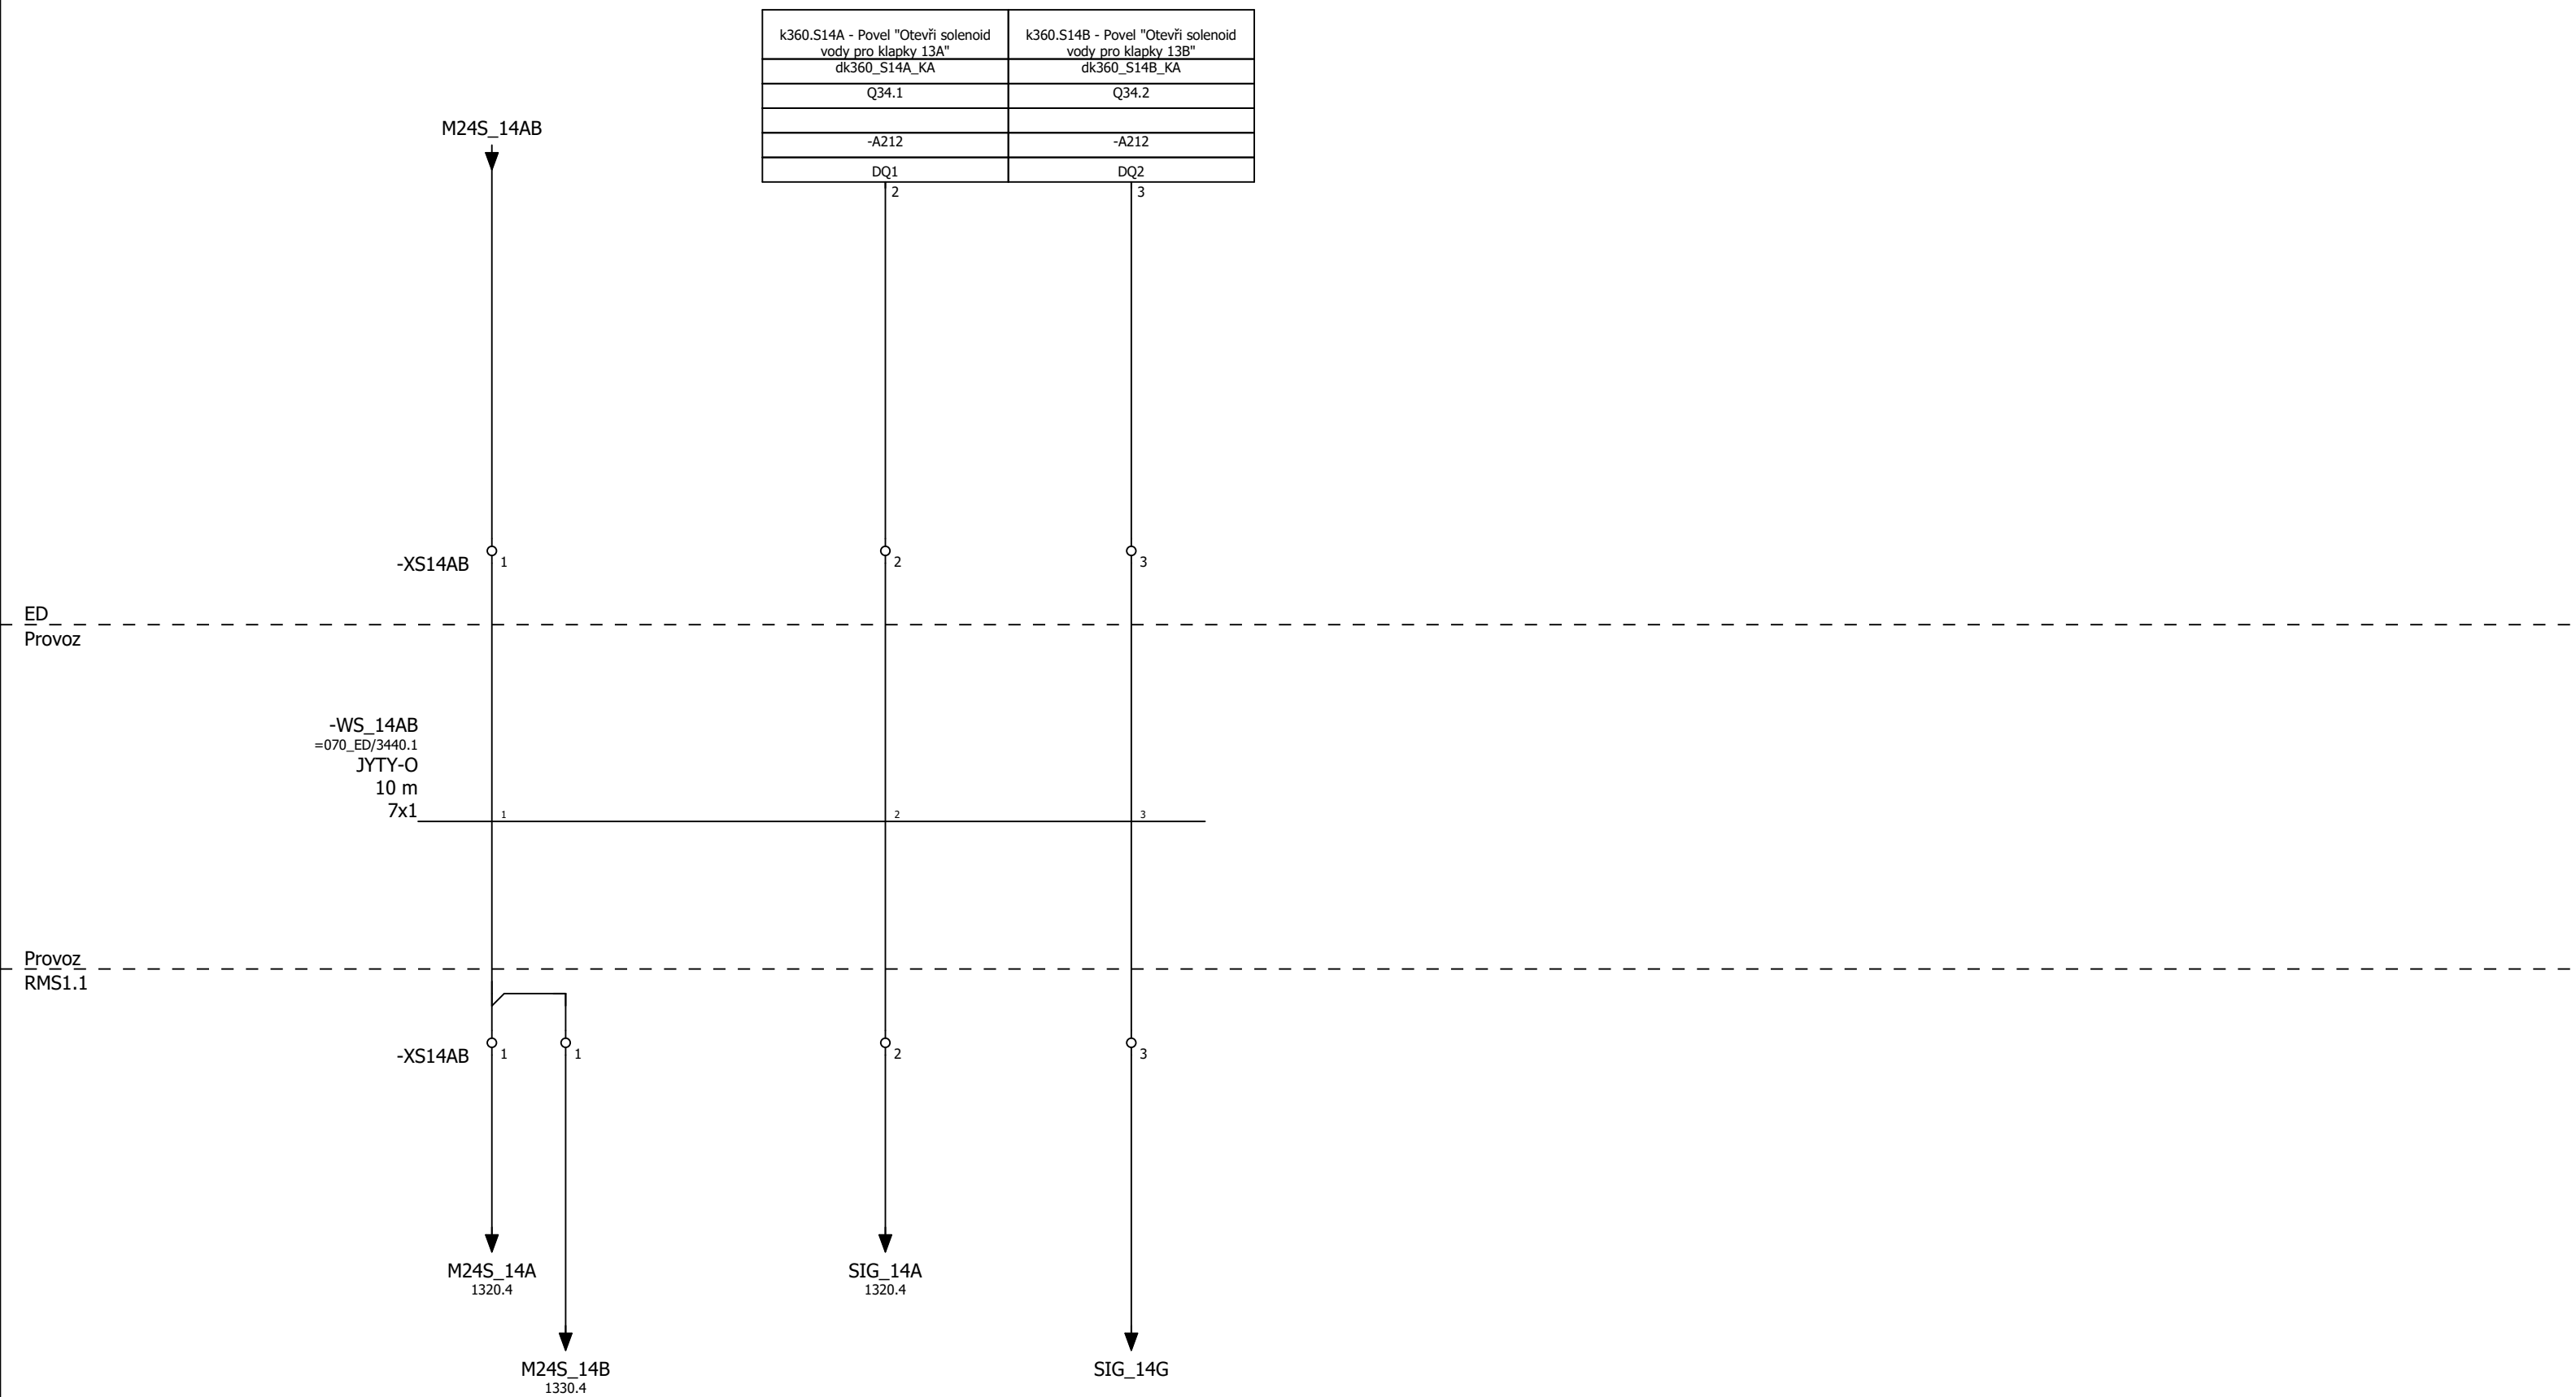 k360.S14A - Povel "Otevři solenoid
vody pro klapky 13A"
k360.S14B - Povel "Otevři solenoid
vody pro klapky 13B"
dk360_S14A_KA
dk360_S14B_KA
Q34.1
Q34.2
-A212
-A212
DQ1
DQ2
2
3
M24S_14AB
-XS14AB
1
2
3
ED
Provoz
-WS_14AB
=070_ED/3440.1
JYTY-O
10 m
7x1
1
2
3
Provoz
RMS1.1
-XS14AB
1
1
2
3
M24S_14A
1320.4
SIG_14A
1320.4
M24S_14B
1330.4
SIG_14G